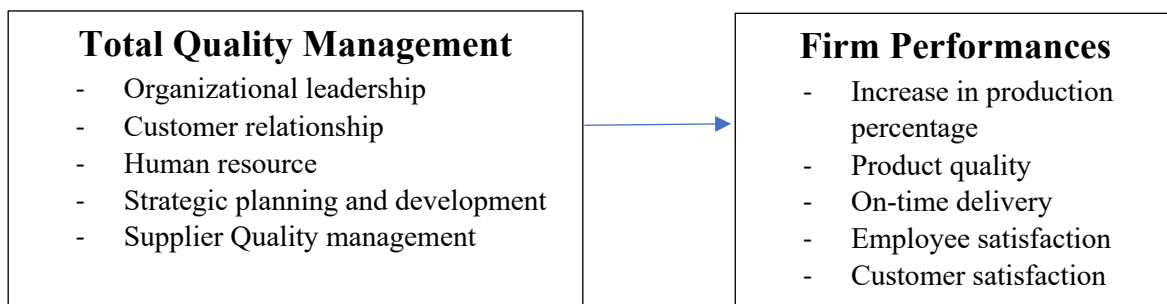 Total Quality Management
- Organizational leadership
- Customer relationship
- Human resource
- Strategic planning and development
- Supplier Quality management
Firm Performances
- Increase in production
percentage
- Product quality
- On-time delivery
- Employee satisfaction
- Customer satisfaction